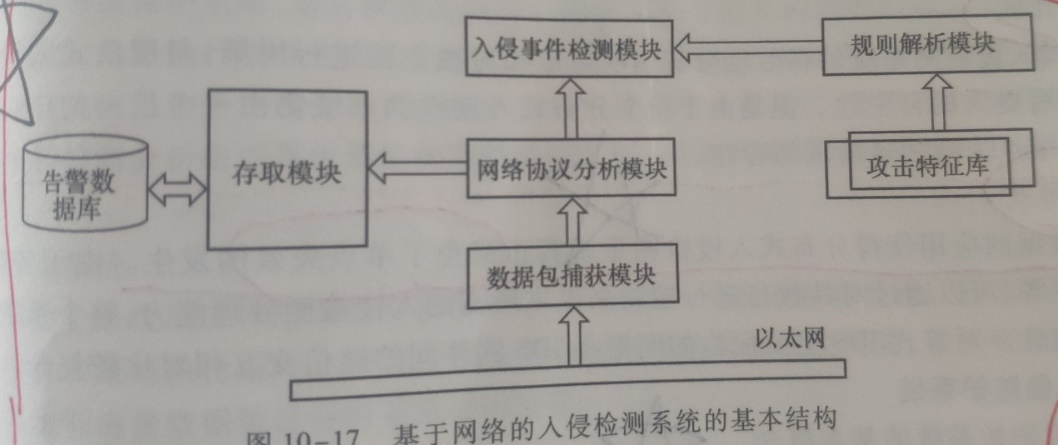 入侵事件检测模块
规则解析模块
告警数
据库
存取模块
网络协议分析模块
攻击特征库
数据包捕获模块
以太网
图 10-17 基于网络的入侵检测系统的基本结构